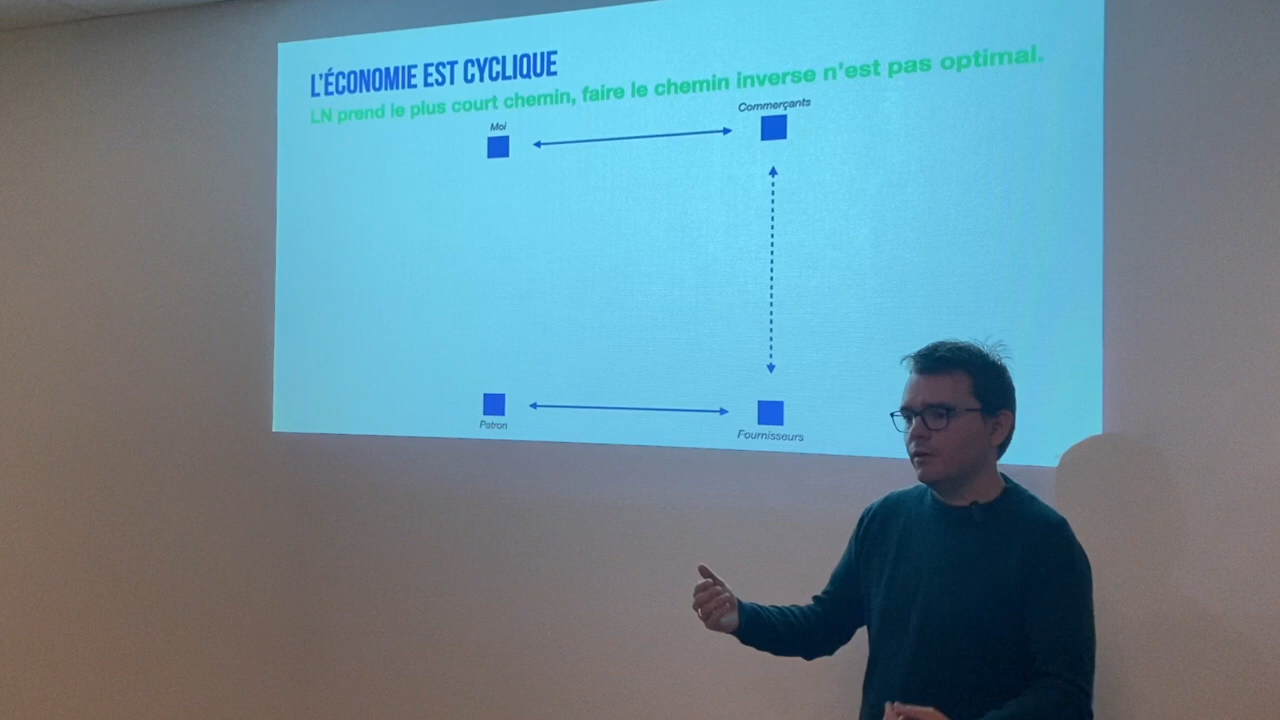 L'ÉCONOMIE EST CYCLIQUE
LN prend le plus court chemin, faire le chemin inverse n'est pas optimal.
Moi
Commerçants
Patron
Fournisseurs